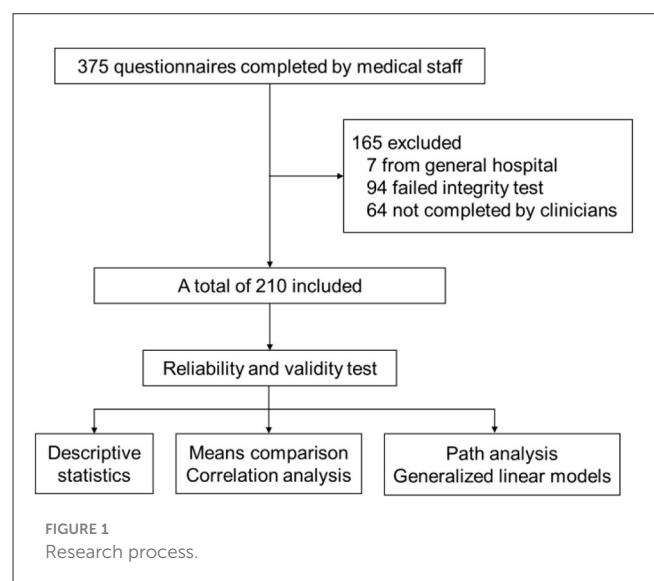 375 questionnaires completed by medical staff
165 excluded
7 from general hospital
94 failed integrity test
64 not completed by clinicians
A total of 210 included
Reliability and validity test
Descriptive
statistics
Means comparison
Correlation analysis
Path analysis
Generalized linear models
FIGURE 1
Research process.